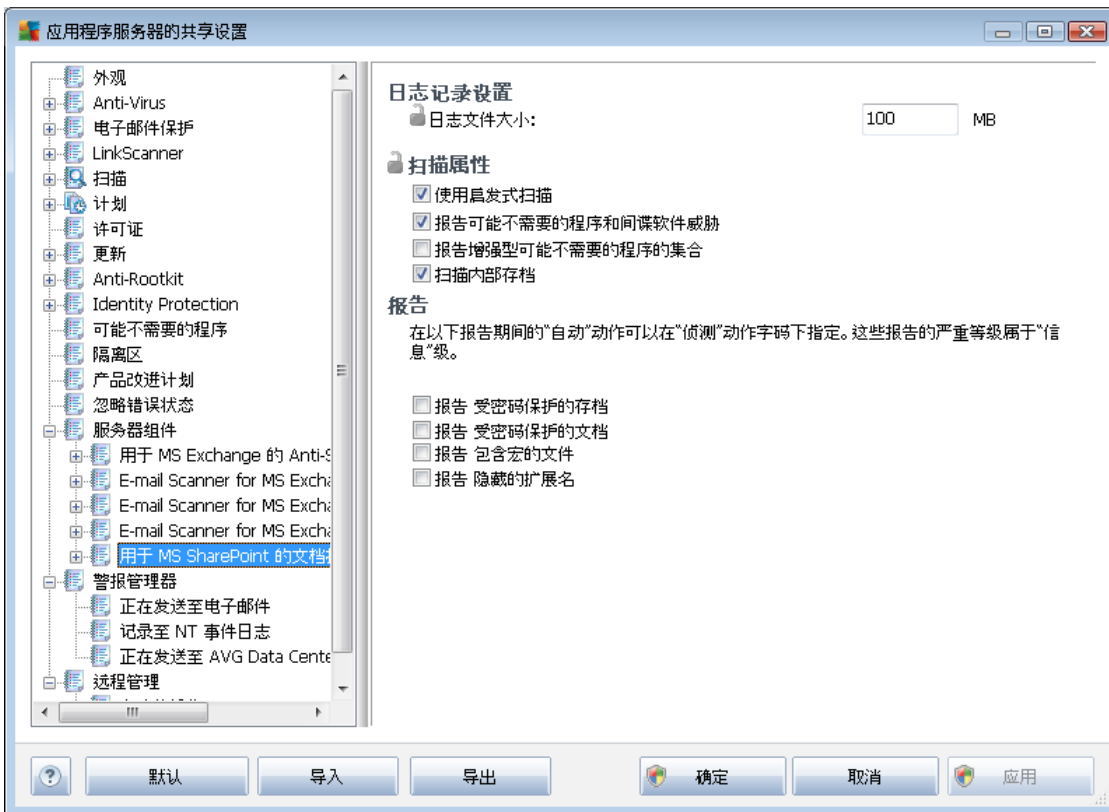 应用程序服务器的共享设置
外观
Anti-Virus
电子邮件保护
LinkScanner
扫描
计划
许可证
更新
Anti-Rootkit
Identity Protection
可能不需要的程序
隔离区
产品改进计划
忽略错误状态
服务器组件
用于 MS Exchange 的 Anti-S
E-mail Scanner for MS Excha
E-mail Scanner for MS Excha
E-mail Scanner for MS Excha
用于 MS SharePoint 的文档
警报管理器
正在发送至电子邮件
记录至 NT 事件日志
正在发送至 AVG Data Cente
远程管理
日志记录设置
日志文件大小:
100 MB
扫描属性
使用启发式扫描
报告可能不需要的程序和间谍软件威胁
报告增强型可能不需要的程序的集合
扫描内部存档
报告
在以下报告期间的“自动”动作可以在“侦测”动作字码下指定。这些报告的严重等级属于“信
息”级。
报告 受密码保护的存档
报告 受密码保护的文档
报告 包含宏的文件
报告 隐藏的扩展名
? 默认 导入 导出 确定 取消 应用